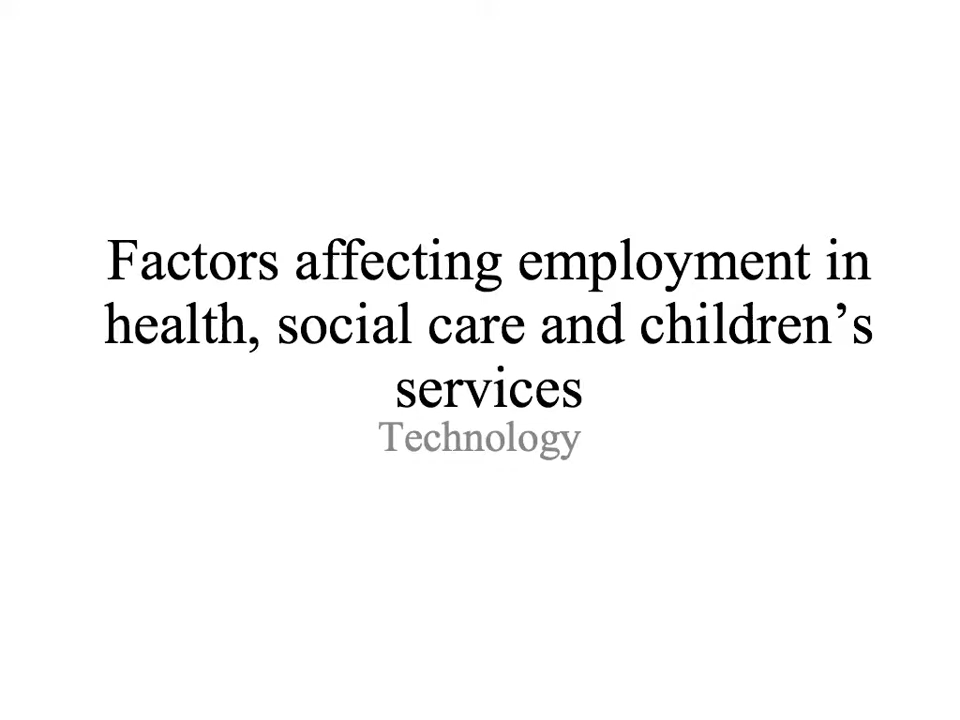 Factors affecting employment in
health, social care and children’s
services
Technology